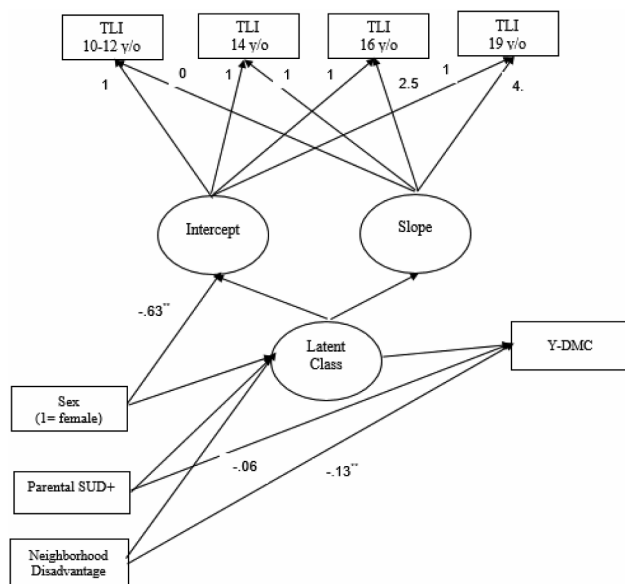 TLI TLI TLI TLI
10-12 y/o 14 y/o 16 y/o 19 y/o
1 0 1 1 1 2.5 1 4.
Intercept Slope
-.63**
Latent
Class
Y-DMC
Sex
(1= female)
-.06 -.13**
Parental SUD+
Neighborhood
Disadvantage